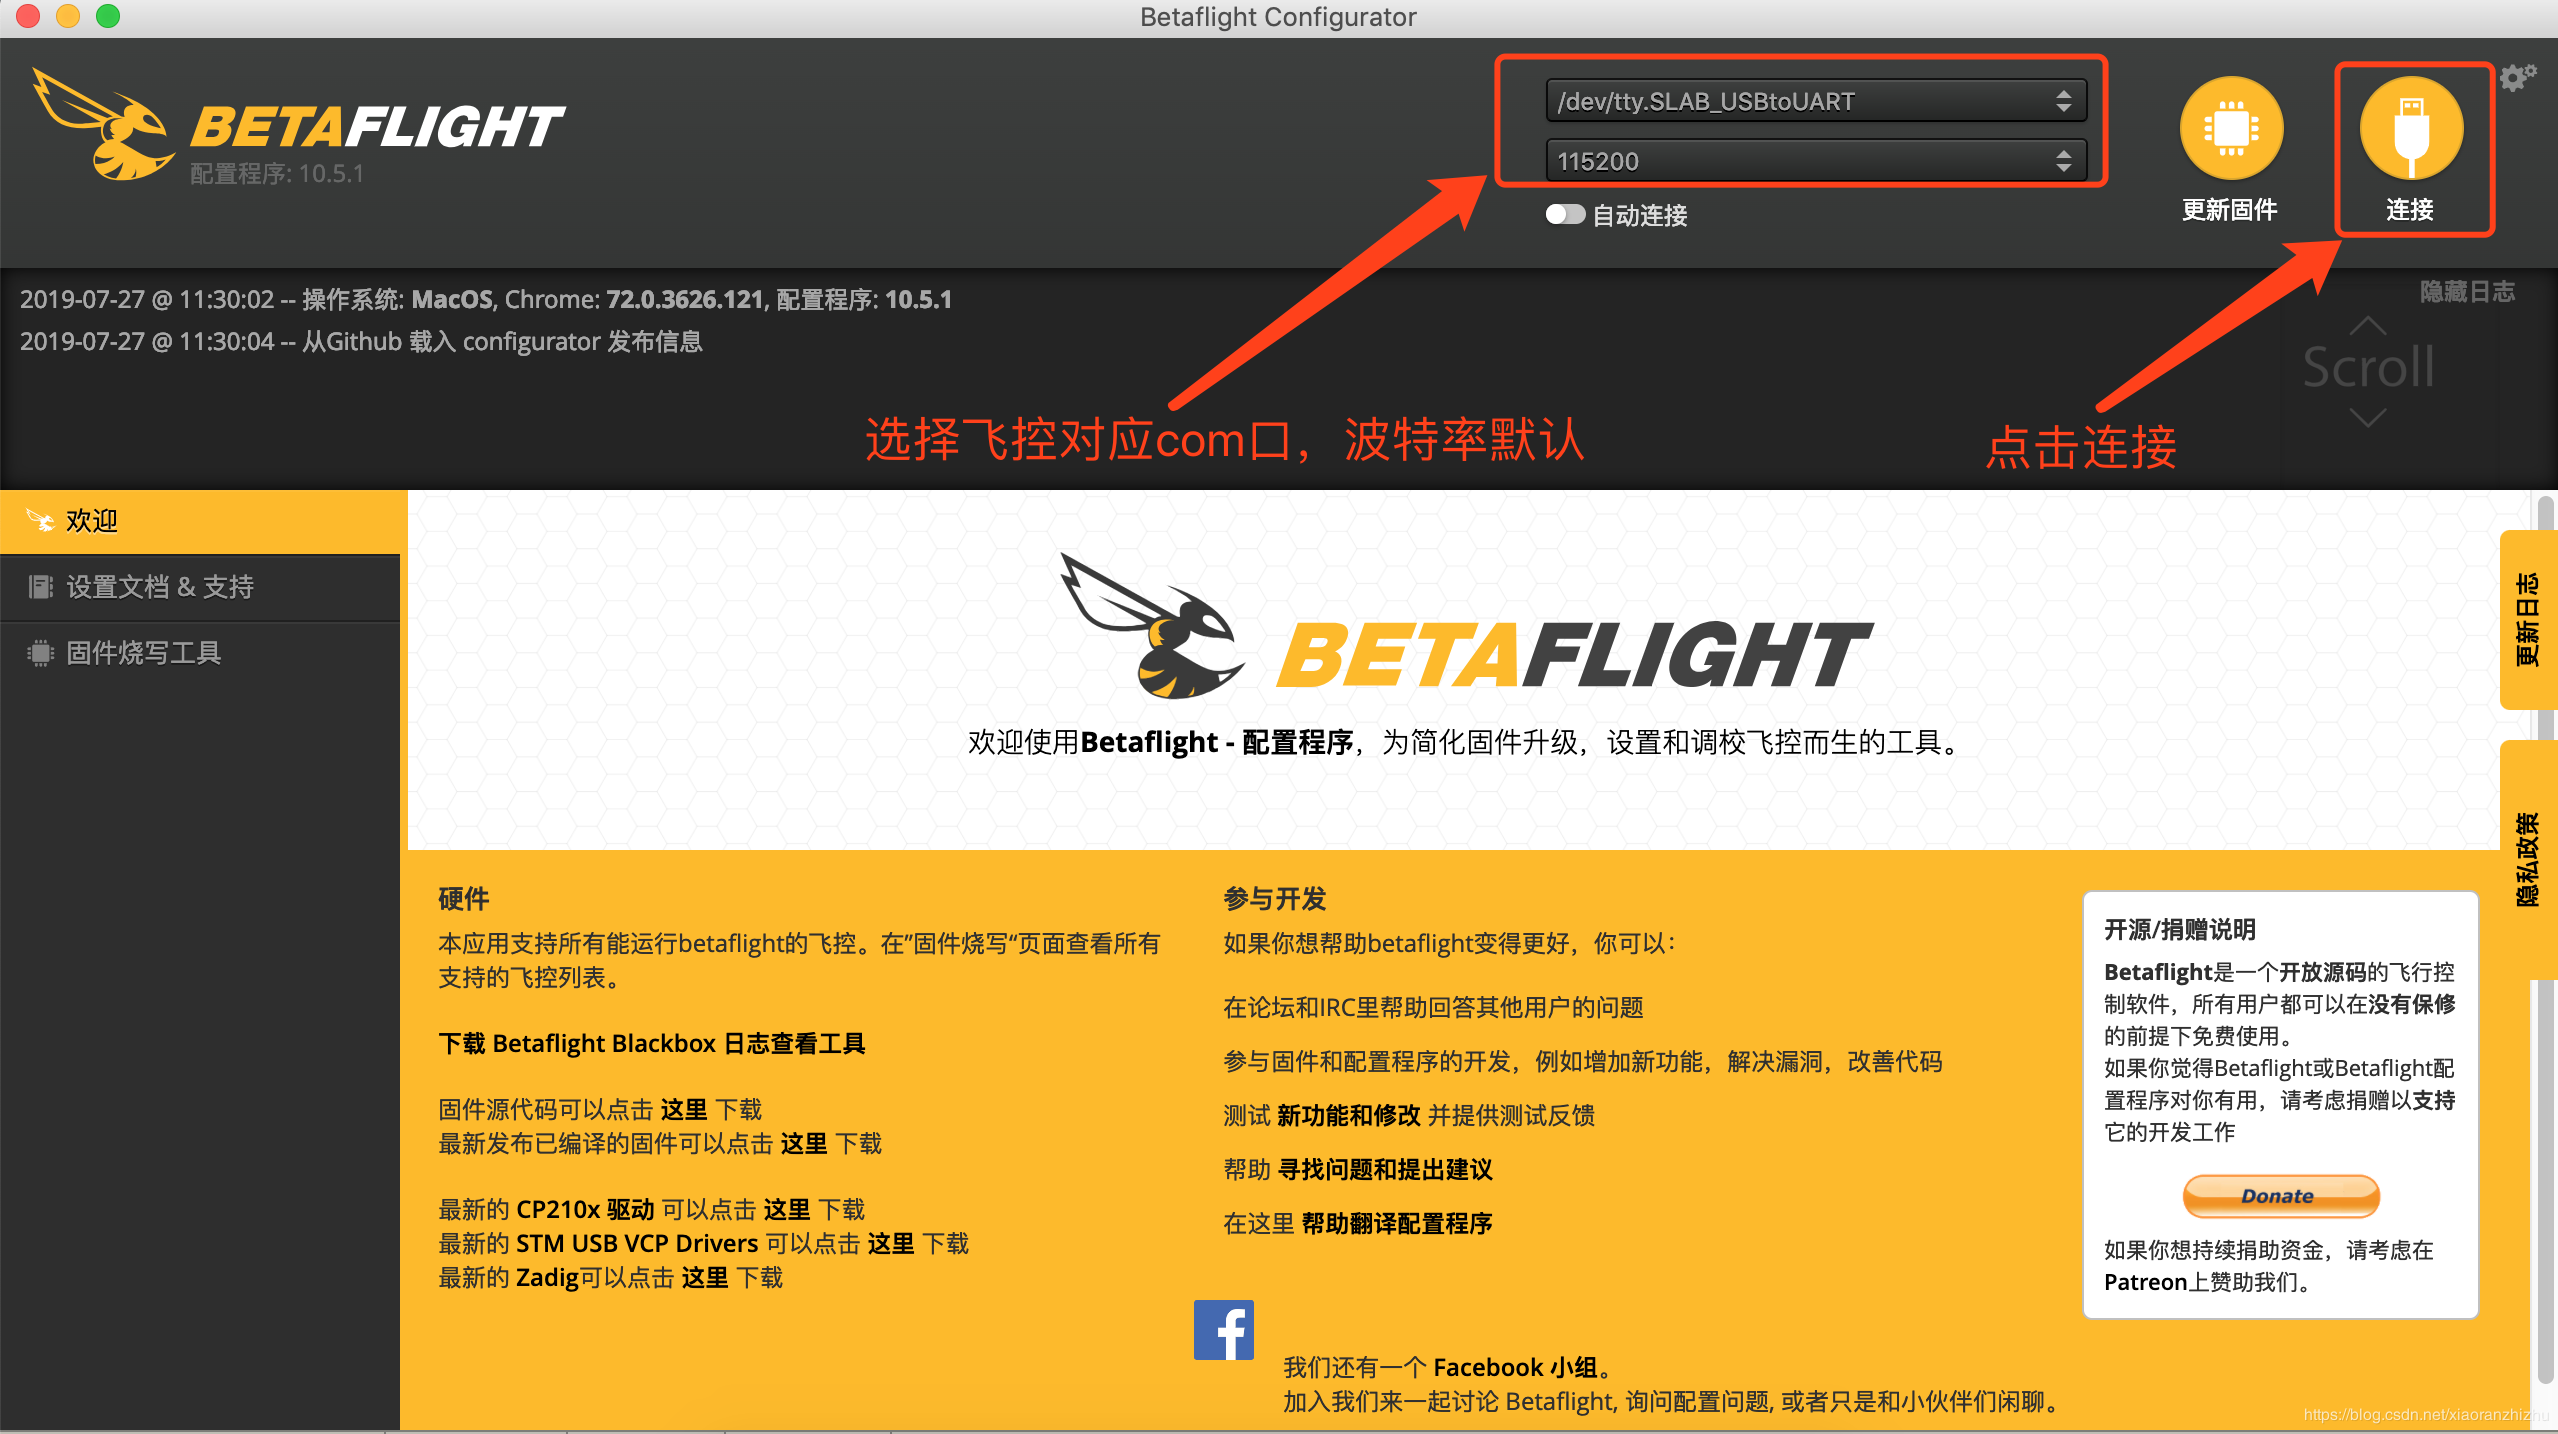 Betaflight Configurator
BETAFLIGHT
配置程序: 10.5.1
/dev/tty.SLAB_USBtoUART
115200
自动连接
更新固件
连接
2019-07-27 @ 11:30:02 -- 操作系统: MacOS, Chrome: 72.0.3626.121, 配置程序: 10.5.1
2019-07-27 @ 11:30:04 -- 从Github 载入 configurator 发布信息
隐藏日志
Scroll
选择飞控对应com口，波特率默认
点击连接
欢迎
设置文档 & 支持
固件烧写工具
BETAFLIGHT
欢迎使用Betaflight - 配置程序，为简化固件升级，设置和调校飞控而生的工具。
更新日志
隐私政策
硬件
本应用支持所有能运行betaflight的飞控。在”固件烧写“页面查看所有
支持的飞控列表。
下载 Betaflight Blackbox 日志查看工具
固件源代码可以点击 这里 下载
最新发布已编译的固件可以点击 这里 下载
最新的 CP210x 驱动 可以点击 这里 下载
最新的 STM USB VCP Drivers 可以点击 这里 下载
最新的 Zadig可以点击 这里 下载
参与开发
如果你想帮助betaflight变得更好，你可以：
在论坛和IRC里帮助回答其他用户的问题
参与固件和配置程序的开发，例如增加新功能，解决漏洞，改善代码
测试 新功能和修改 并提供测试反馈
帮助 寻找问题和提出建议
在这里 帮助翻译配置程序
我们还有一个 Facebook 小组。
加入我们来一起讨论 Betaflight, 询问配置问题, 或者只是和小伙伴们闲聊。
开源/捐赠说明
Betaflight是一个开放源码的飞行控
制软件，所有用户都可以在没有保修
的前提下免费使用。
如果你觉得Betaflight或Betaflight配
置程序对你有用，请考虑捐赠以支持
它的开发工作
Donate
如果你想持续捐助资金，请考虑在
Patreon上赞助我们。
https://blog.csdn.net/xiaoranzhizhu